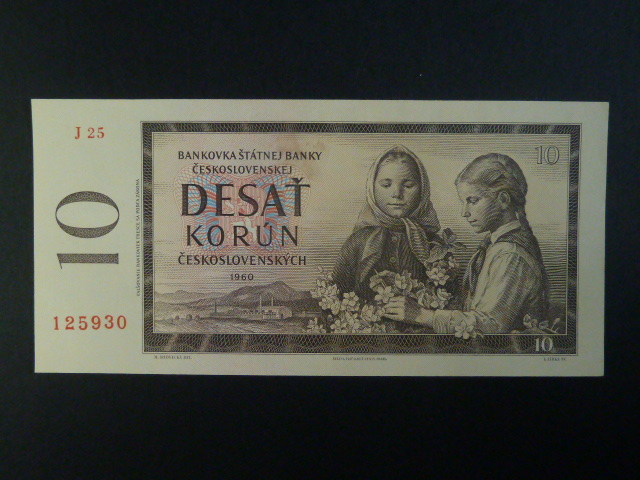 J 25
10
125930
BANKOVKA ŠTÁTNEJ BANKY
ČESKOSLOVENSKEJ
DESAŤ
KORÚN
ČESKOSLOVENSKÝCH
1960
10
10